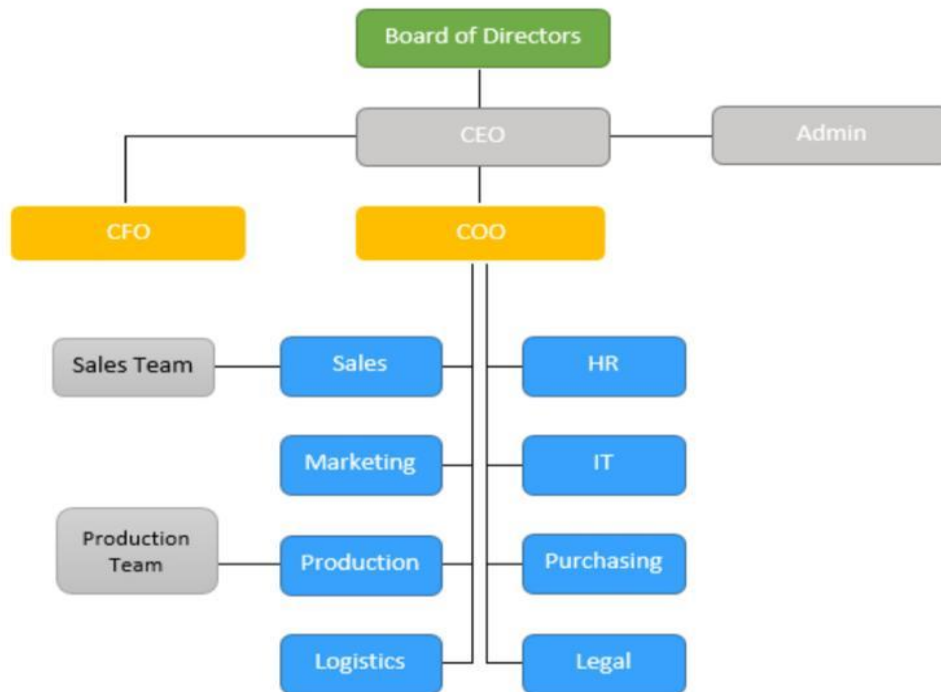 Board of Directors
CEO
Admin
CFO
COO
Sales Team
Sales
HR
Marketing
IT
Production
Team
Production
Purchasing
Logistics
Legal